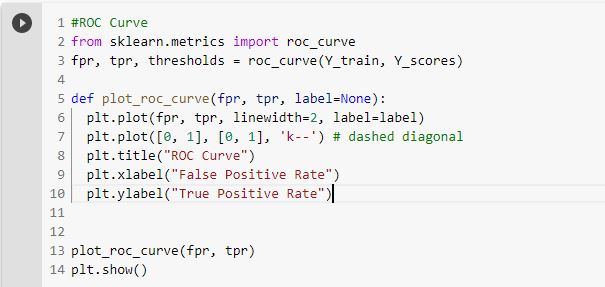 1 #ROC Curve
2 from sklearn.metrics import roc_curve
3 fpr, tpr, thresholds = roc_curve(Y_train, Y_scores)
4
5 def plot_roc_curve(fpr, tpr, label=None):
6   plt.plot(fpr, tpr, linewidth=2, label=label)
7   plt.plot([0, 1], [0, 1], 'k--') # dashed diagonal
8   plt.title("ROC Curve")
9   plt.xlabel("False Positive Rate")
10   plt.ylabel("True Positive Rate")
11
12
13 plot_roc_curve(fpr, tpr)
14 plt.show()